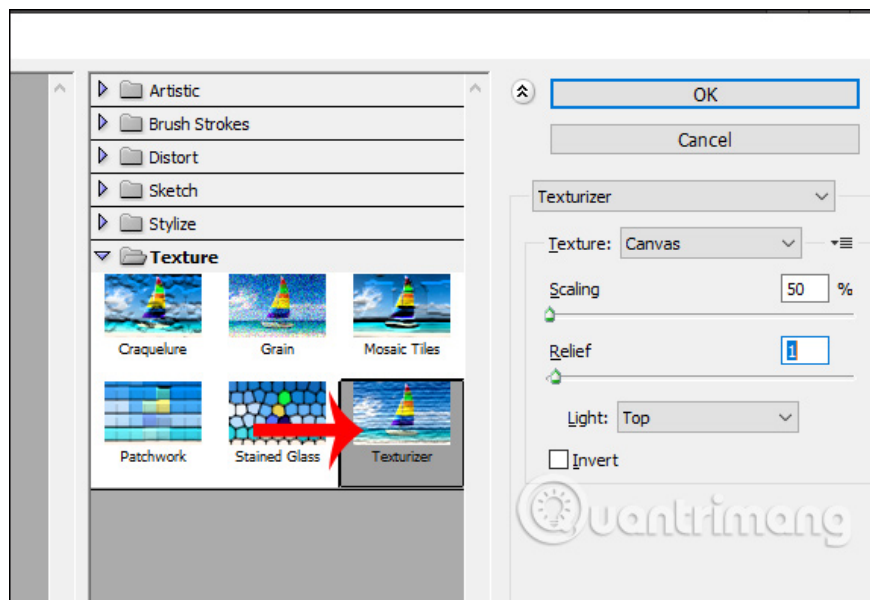 Artistic
Brush Strokes
Distort
Sketch
Stylize
Texture
Craquelure
Grain
Mosaic Tiles
Patchwork
Stained Glass
Texturizer
OK
Cancel
Texturizer
Texture: Canvas
Scaling 50 %
Relief 1
Light: Top
Invert
Quantrimang